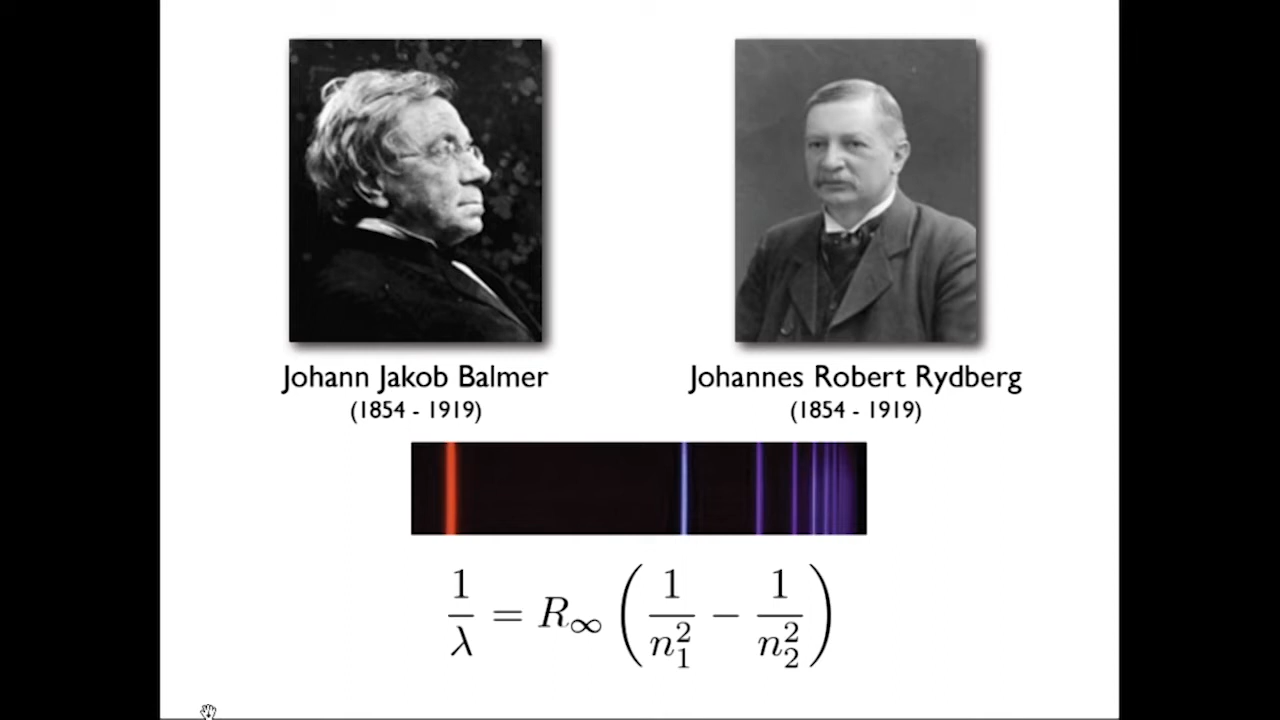 Johann Jakob Balmer
(1854 - 1919)
Johannes Robert Rydberg
(1854 - 1919)
1/λ = R∞ (1/n₁² − 1/n₂²)